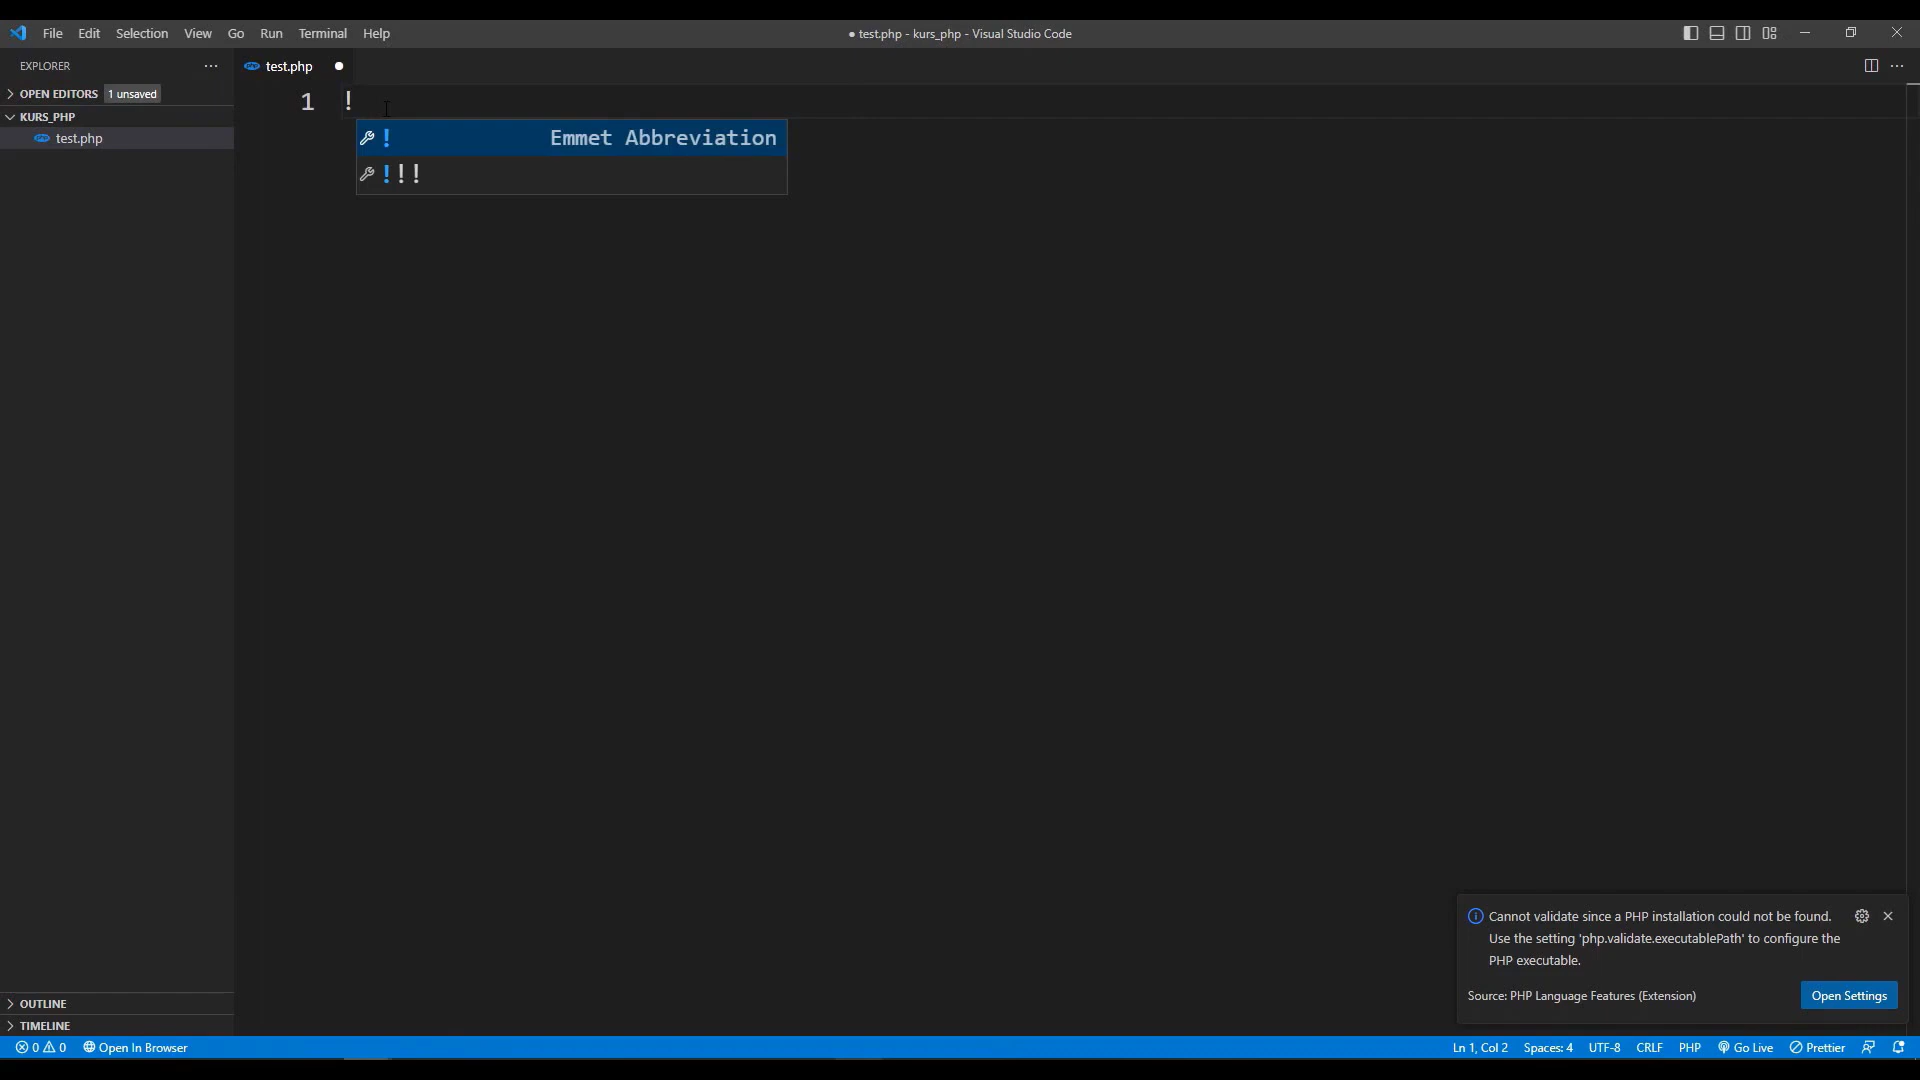 File Edit Selection View Go Run Terminal Help
● test.php - kurs_php - Visual Studio Code
EXPLORER
test.php
OPEN EDITORS 1 unsaved
KURS_PHP
test.php
1 !
! Emmet Abbreviation
!!!
Cannot validate since a PHP installation could not be found.
Use the setting 'php.validate.executablePath' to configure the
PHP executable.
Source: PHP Language Features (Extension)
Open Settings
OUTLINE
TIMELINE
0 0 Open In Browser
Ln 1, Col 2 Spaces: 4 UTF-8 CRLF PHP Go Live Prettier